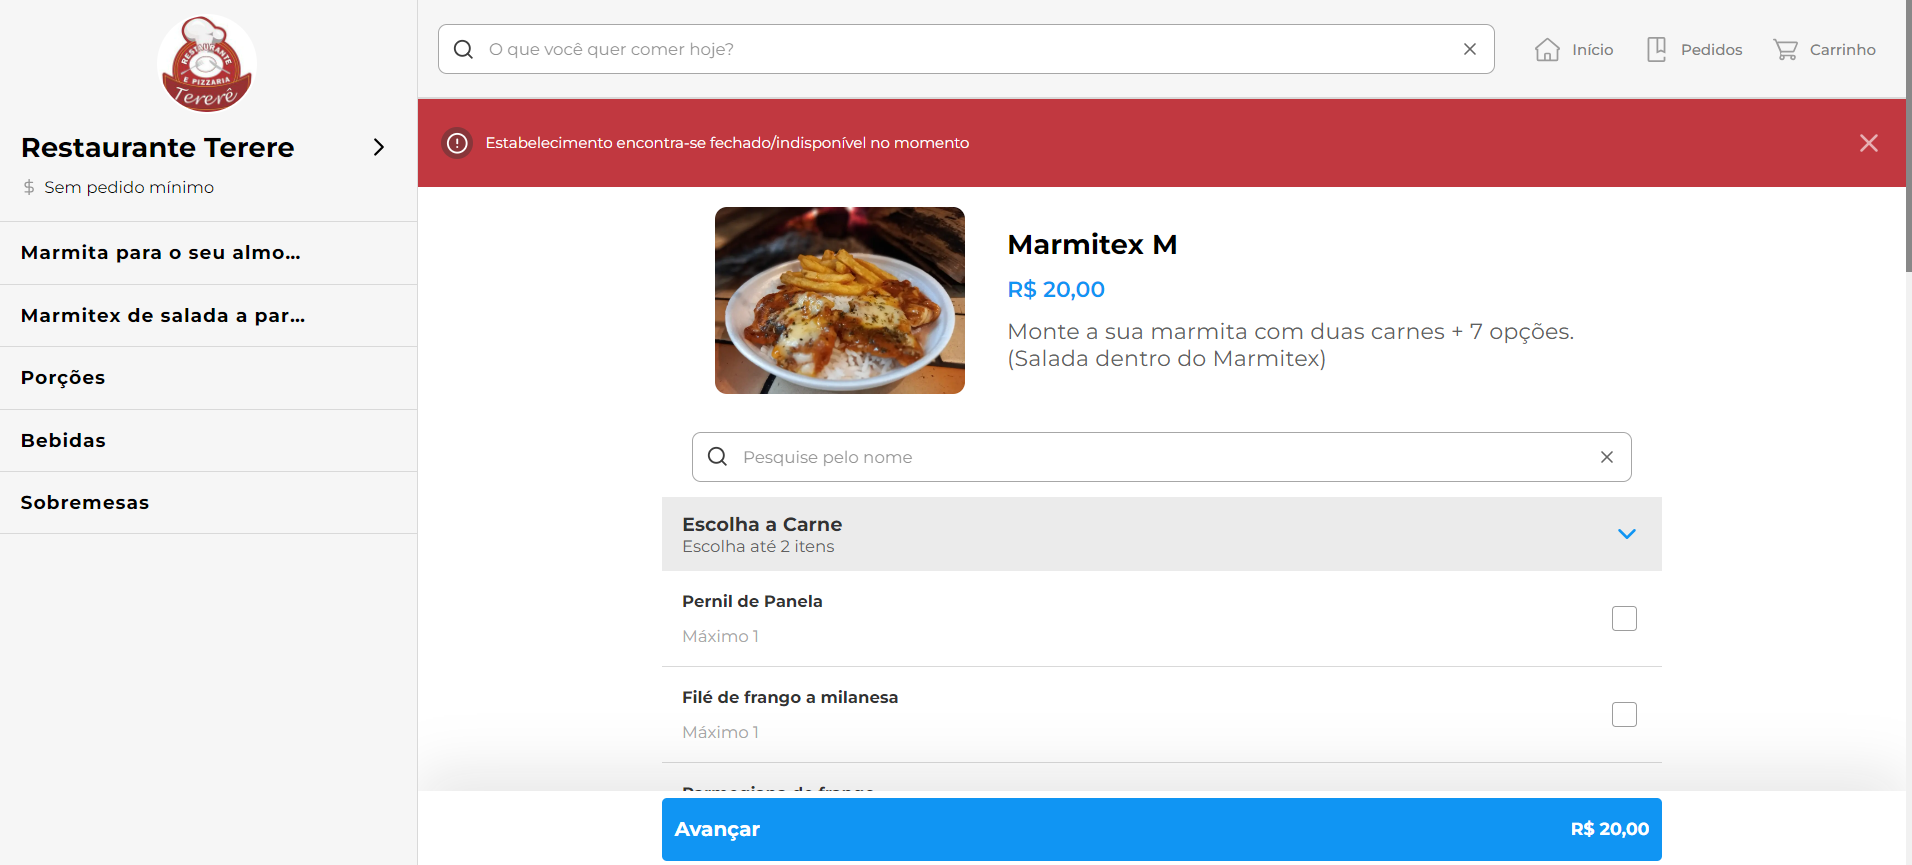 RESTAURANTE
E PIZZARIA
Tererê
Restaurante Terere
$ Sem pedido mínimo
Marmita para o seu almo...
Marmitex de salada a par...
Porções
Bebidas
Sobremesas
O que você quer comer hoje?
Início
Pedidos
Carrinho
Estabelecimento encontra-se fechado/indisponível no momento
Marmitex M
R$ 20,00
Monte a sua marmita com duas carnes + 7 opções.
(Salada dentro do Marmitex)
Pesquise pelo nome
Escolha a Carne
Escolha até 2 itens
Pernil de Panela
Máximo 1
Filé de frango a milanesa
Máximo 1
Parmegiana de frango
Avançar
R$ 20,00